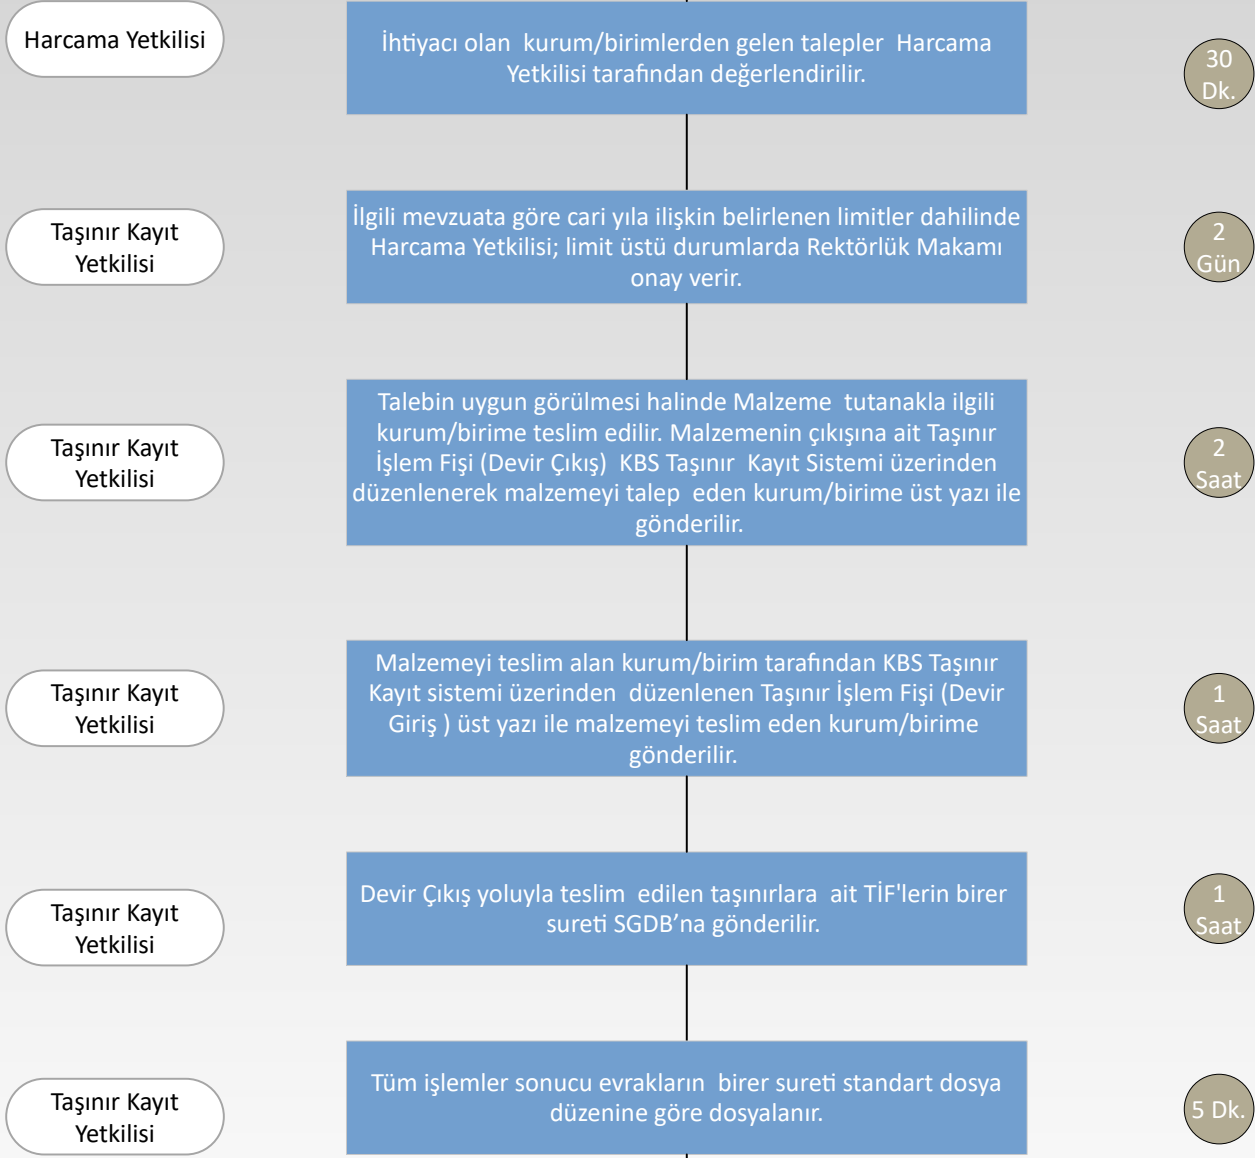 Harcama Yetkilisi
İhtiyacı olan kurum/birimlerden gelen talepler Harcama
Yetkilisi tarafından değerlendirilir.
30
Dk.
Taşınır Kayıt
Yetkilisi
İlgili mevzuata göre cari yıla ilişkin belirlenen limitler dahilinde
Harcama Yetkilisi; limit üstü durumlarda Rektörlük Makamı
onay verir.
2
Gün
Taşınır Kayıt
Yetkilisi
Talebin uygun görülmesi halinde Malzeme tutanakla ilgili
kurum/birime teslim edilir. Malzemenin çıkışına ait Taşınır
İşlem Fişi (Devir Çıkış) KBS Taşınır Kayıt Sistemi üzerinden
düzenlenerek malzemeyi talep eden kurum/birime üst yazı ile
gönderilir.
2
Saat
Taşınır Kayıt
Yetkilisi
Malzemeyi teslim alan kurum/birim tarafından KBS Taşınır
Kayıt sistemi üzerinden düzenlenen Taşınır İşlem Fişi (Devir
Giriş ) üst yazı ile malzemeyi teslim eden kurum/birime
gönderilir.
1
Saat
Taşınır Kayıt
Yetkilisi
Devir Çıkış yoluyla teslim edilen taşınırlara ait TİF'lerin birer
sureti SGDB’na gönderilir.
1
Saat
Taşınır Kayıt
Yetkilisi
Tüm işlemler sonucu evrakların birer sureti standart dosya
düzenine göre dosyalanır.
5 Dk.